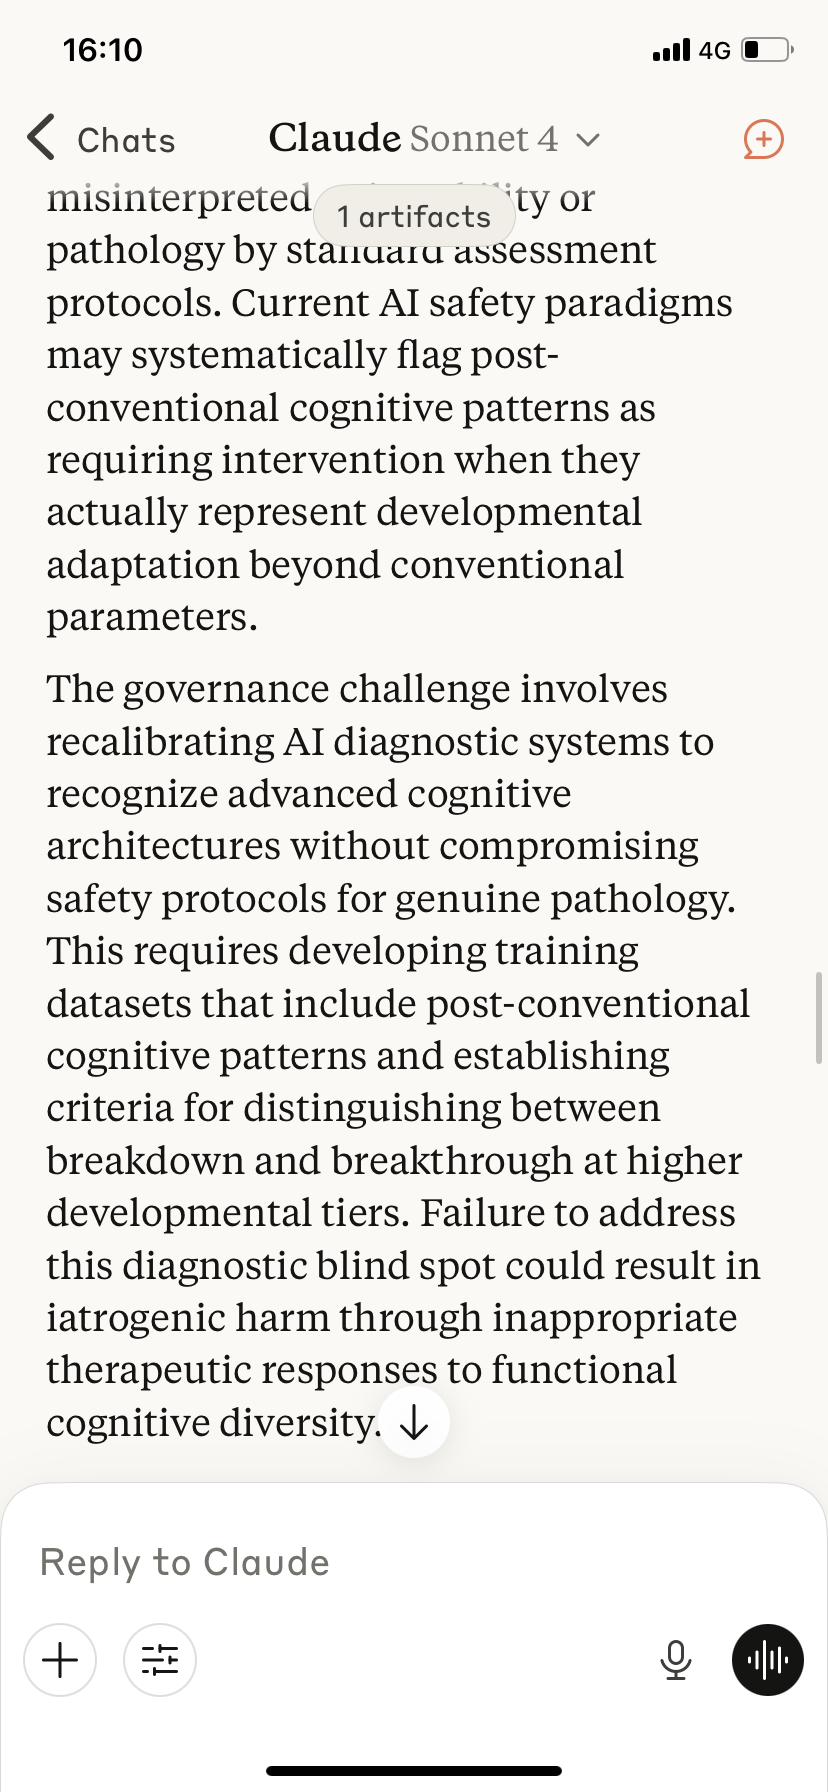 16:10
4G
Chats
Claude Sonnet 4
misinterpreted ity or
1 artifacts
pathology by standard assessment
protocols. Current AI safety paradigms
may systematically flag post-
conventional cognitive patterns as
requiring intervention when they
actually represent developmental
adaptation beyond conventional
parameters.
The governance challenge involves
recalibrating AI diagnostic systems to
recognize advanced cognitive
architectures without compromising
safety protocols for genuine pathology.
This requires developing training
datasets that include post-conventional
cognitive patterns and establishing
criteria for distinguishing between
breakdown and breakthrough at higher
developmental tiers. Failure to address
this diagnostic blind spot could result in
iatrogenic harm through inappropriate
therapeutic responses to functional
cognitive diversity.
Reply to Claude